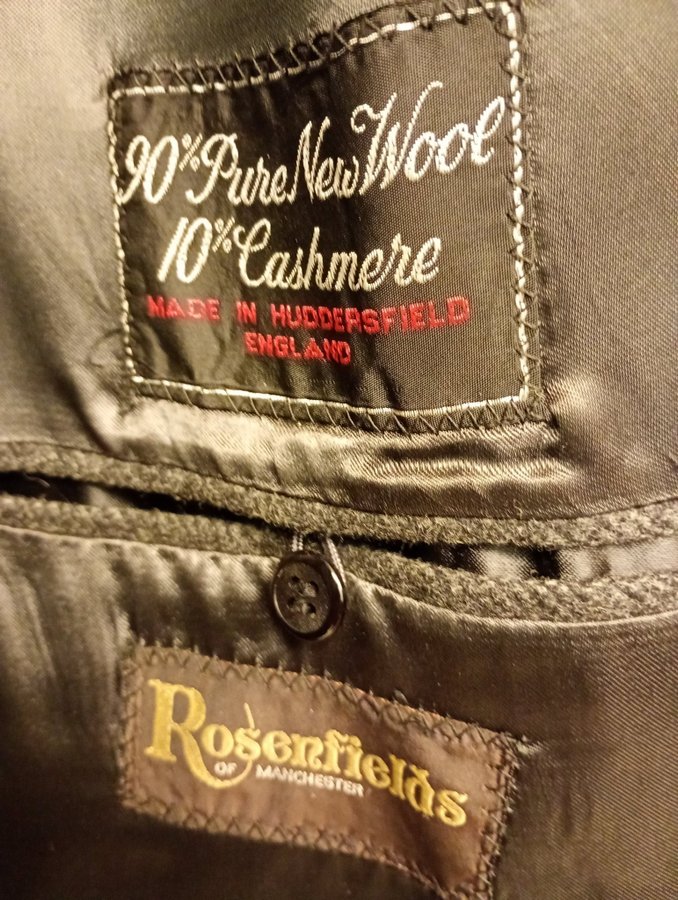 90% Pure New Wool
10% Cashmere
MADE IN HUDDERSFIELD
ENGLAND
Rosenfields
OF MANCHESTER